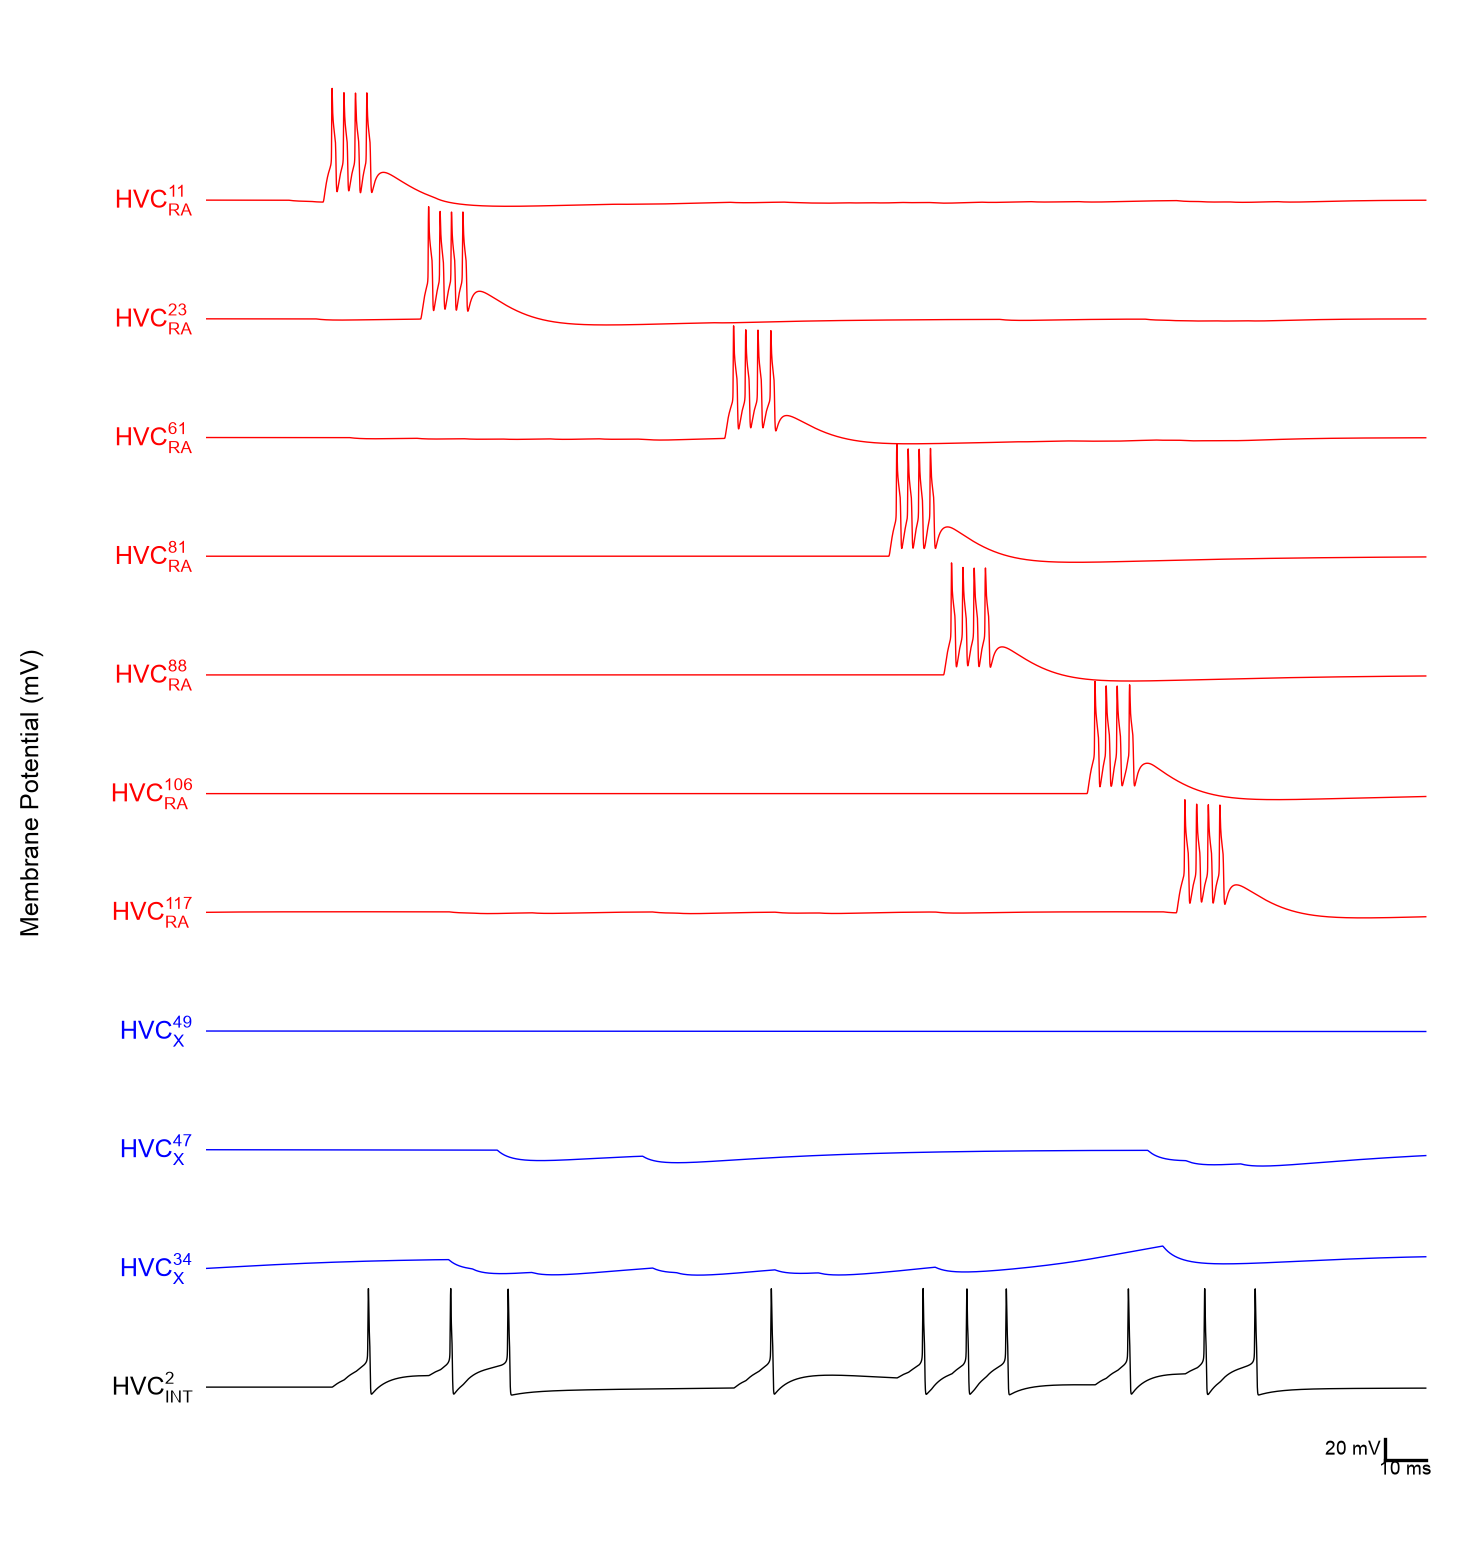 HVC11RA
HVC23RA
HVC61RA
HVC81RA
HVC88RA
HVC106RA
HVC117RA
HVC49X
HVC47X
HVC34X
HVC2INT
Membrane Potential (mV)
20 mV
10 ms